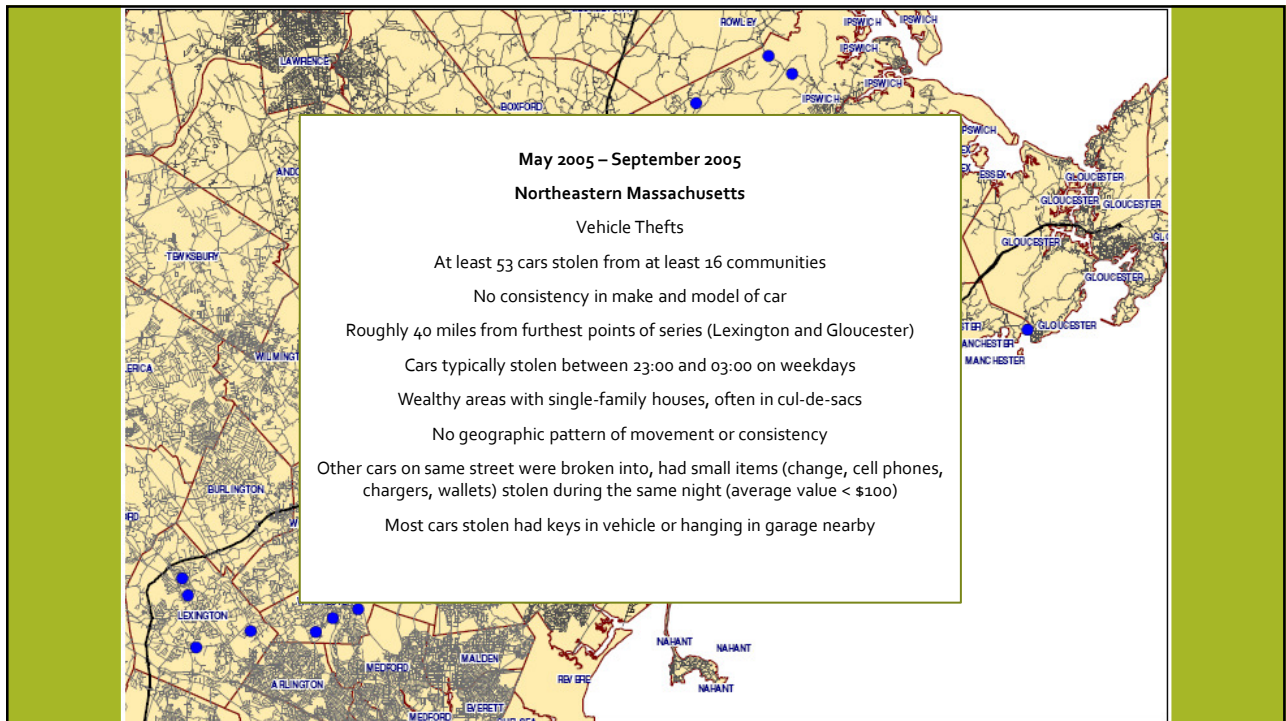 ROWLEY
IPSWICH
IPSWICH
IPSWICH
IPSWICH
IPSWICH
LAWRENCE
BOXFORD
IPSWICH
May 2005 – September 2005
Northeastern Massachusetts
Vehicle Thefts
At least 53 cars stolen from at least 16 communities
No consistency in make and model of car
Roughly 40 miles from furthest points of series (Lexington and Gloucester)
Cars typically stolen between 23:00 and 03:00 on weekdays
Wealthy areas with single-family houses, often in cul-de-sacs
No geographic pattern of movement or consistency
Other cars on same street were broken into, had small items (change, cell phones,
chargers, wallets) stolen during the same night (average value < $100)
Most cars stolen had keys in vehicle or hanging in garage nearby
ESSEX
GLOUCESTER
GLOUCESTER
GLOUCESTER
GLOUCESTER
GLOUCESTER
GLOUCESTER
GLOUCESTER
MANCHESTER
TEWKSBURY
BURLINGTON
LEXINGTON
ARLINGTON
MEDFORD
MALDEN
EVERETT
MEDFORD
REVERE
NAHANT
NAHANT
NAHANT